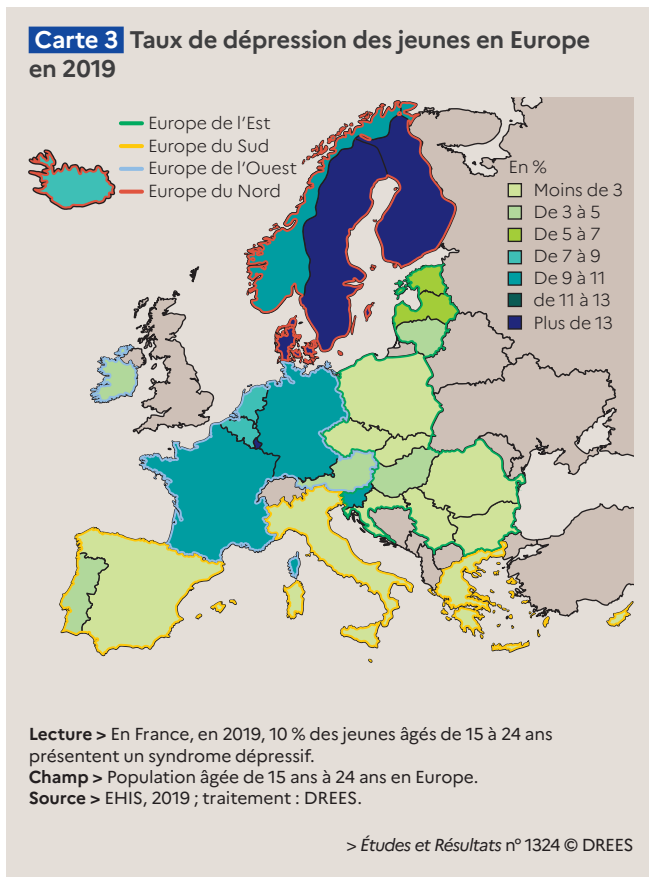 Carte 3 Taux de dépression des jeunes en Europe
en 2019
Europe de l'Est
Europe du Sud
Europe de l'Ouest
Europe du Nord
En %
Moins de 3
De 3 à 5
De 5 à 7
De 7 à 9
De 9 à 11
de 11 à 13
Plus de 13
Lecture > En France, en 2019, 10 % des jeunes âgés de 15 à 24 ans
présentent un syndrome dépressif.
Champ > Population âgée de 15 ans à 24 ans en Europe.
Source > EHIS, 2019 ; traitement : DREES.
> Études et Résultats n° 1324 © DREES